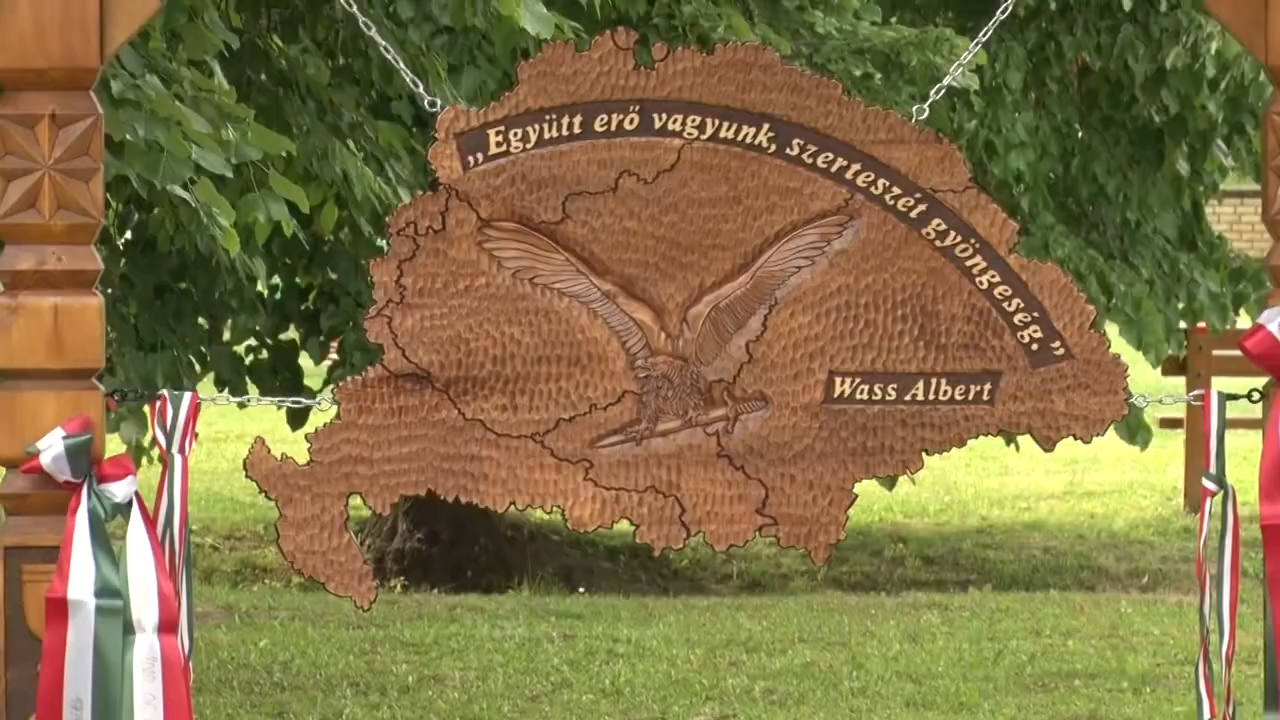 „Együtt erő vagyunk, szerteszét gyöngeség.”
Wass Albert